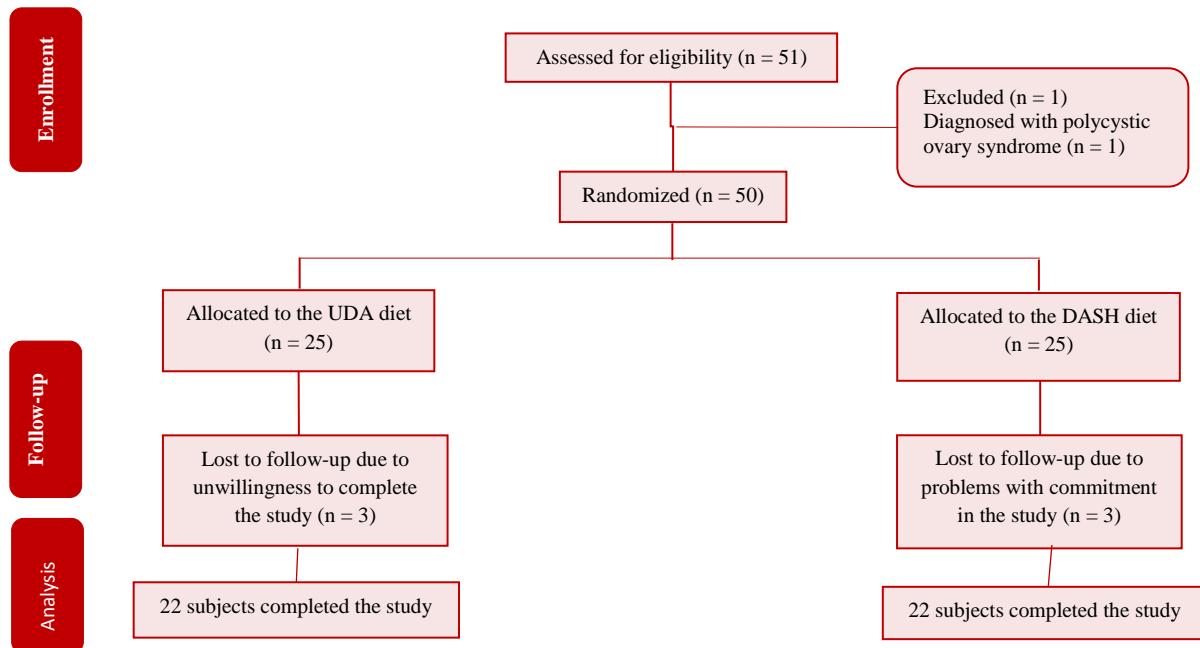 Enrollment
Assessed for eligibility (n = 51)
Excluded (n = 1)
Diagnosed with polycystic
ovary syndrome (n = 1)
Randomized (n = 50)
Allocated to the UDA diet
(n = 25)
Allocated to the DASH diet
(n = 25)
Follow-up
Lost to follow-up due to
unwillingness to complete
the study (n = 3)
Lost to follow-up due to
problems with commitment
in the study (n = 3)
Analysis
22 subjects completed the study
22 subjects completed the study